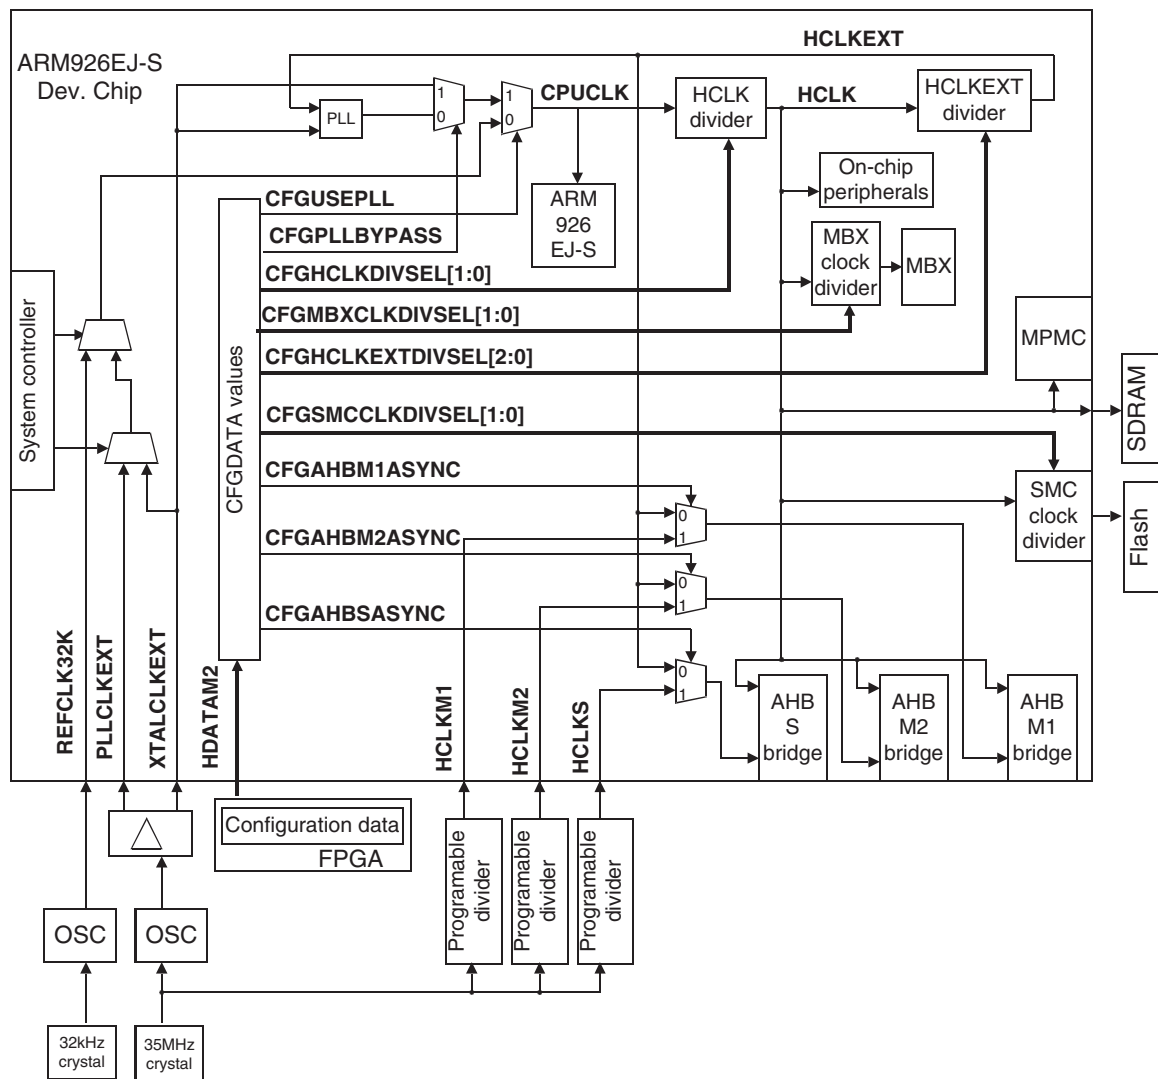 HCLKEXT
ARM926EJ-S
Dev. Chip
1
0
PLL
1
0
CPUCLK
HCLK
divider
HCLK
HCLKEXT
divider
On-chip
peripherals
ARM
926
EJ-S
MBX
clock
divider
MBX
CFGUSEPLL
CFGPLLBYPASS
CFGHCLKDIVSEL[1:0]
CFGMBXCLKDIVSEL[1:0]
CFGHCLKEXTDIVSEL[2:0]
CFGSMCCLKDIVSEL[1:0]
CFGAHBM1ASYNC
CFGAHBM2ASYNC
CFGAHBSASYNC
CFGDATA values
System controller
MPMC
SDRAM
SMC
clock
divider
Flash
0
1
0
1
0
1
REFCLK32K
PLLCLKEXT
XTALCLKEXT
HDATAM2
HCLKM1
HCLKM2
HCLKS
AHB
S
bridge
AHB
M2
bridge
AHB
M1
bridge
Configuration data
FPGA
Programable
divider
Programable
divider
Programable
divider
OSC
OSC
32kHz
crystal
35MHz
crystal